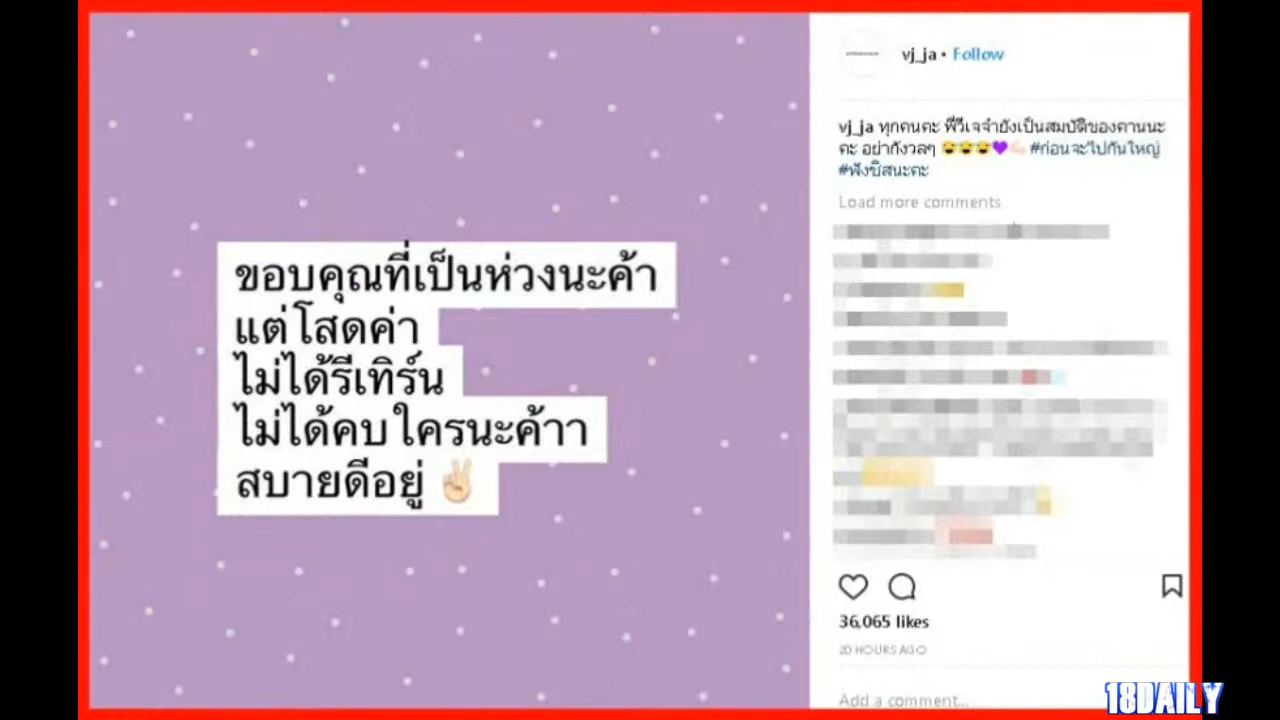 ขอบคุณที่เป็นห่วงนะค้า
แต่โสดค่า
ไม่ได้รีเทิร์น
ไม่ได้คบใครนะค้าา
สบายดีอยู่ ✌🏻
vj_ja • Follow
vj_ja ทุกคนคะ พี่วีเจจ๋ายังเป็นสมบัติของคานนะ
คะ อย่ากังวลๆ 😅😅😅💜💪🏻 #ก่อนจะไปกันใหญ่
#ฟังชิสนะคะ
Load more comments
36,065 likes
20 HOURS AGO
Add a comment...
18DAILY